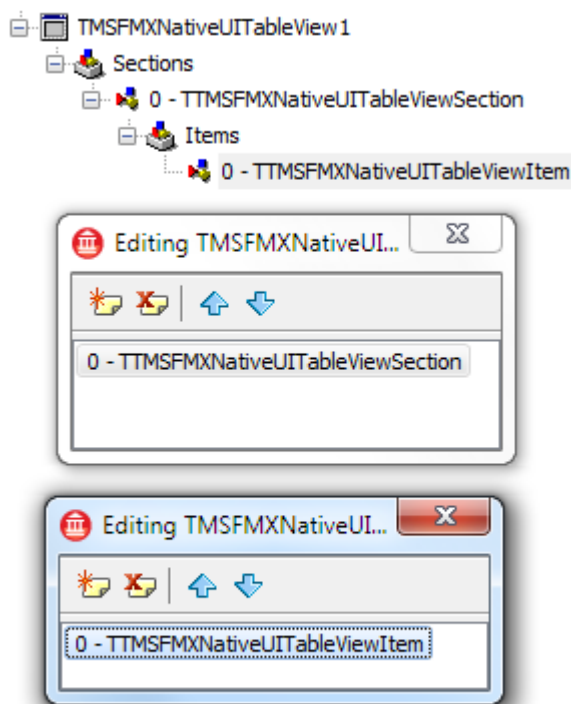 TMSFMXNativeUITableView1
Sections
0 - TTMSFMXNativeUITableViewSection
Items
0 - TTMSFMXNativeUITableViewItem
Editing TMSFMXNativeUI...
0 - TTMSFMXNativeUITableViewSection
Editing TMSFMXNativeUI...
0 - TTMSFMXNativeUITableViewItem